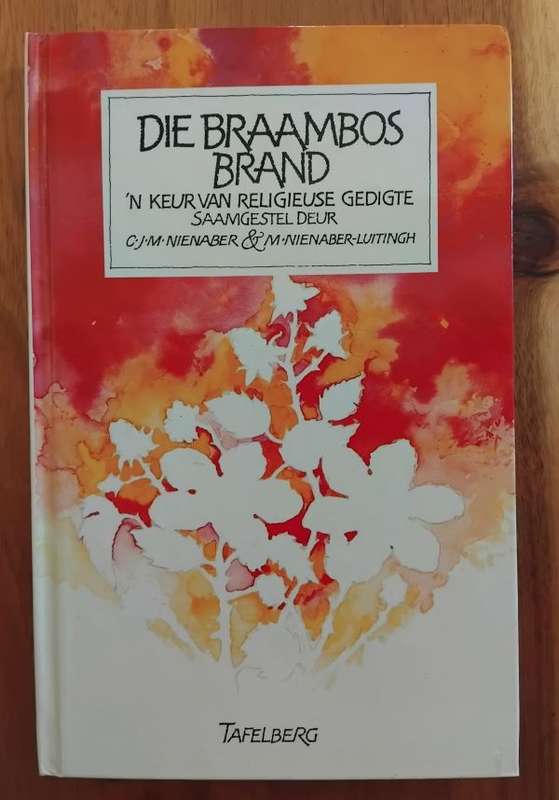 DIE BRAAMBOS
BRAND
'N KEUR VAN RELIGIEUSE GEDIGTE
SAAMGESTEL DEUR
C·J·M·NIENABER & M·NIENABER-LUITINGH
TAFELBERG